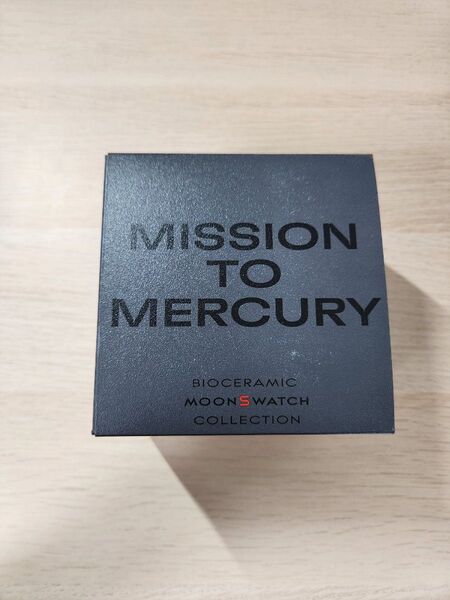 MISSION
TO
MERCURY
BIOCERAMIC
MOONSWATCH
COLLECTION